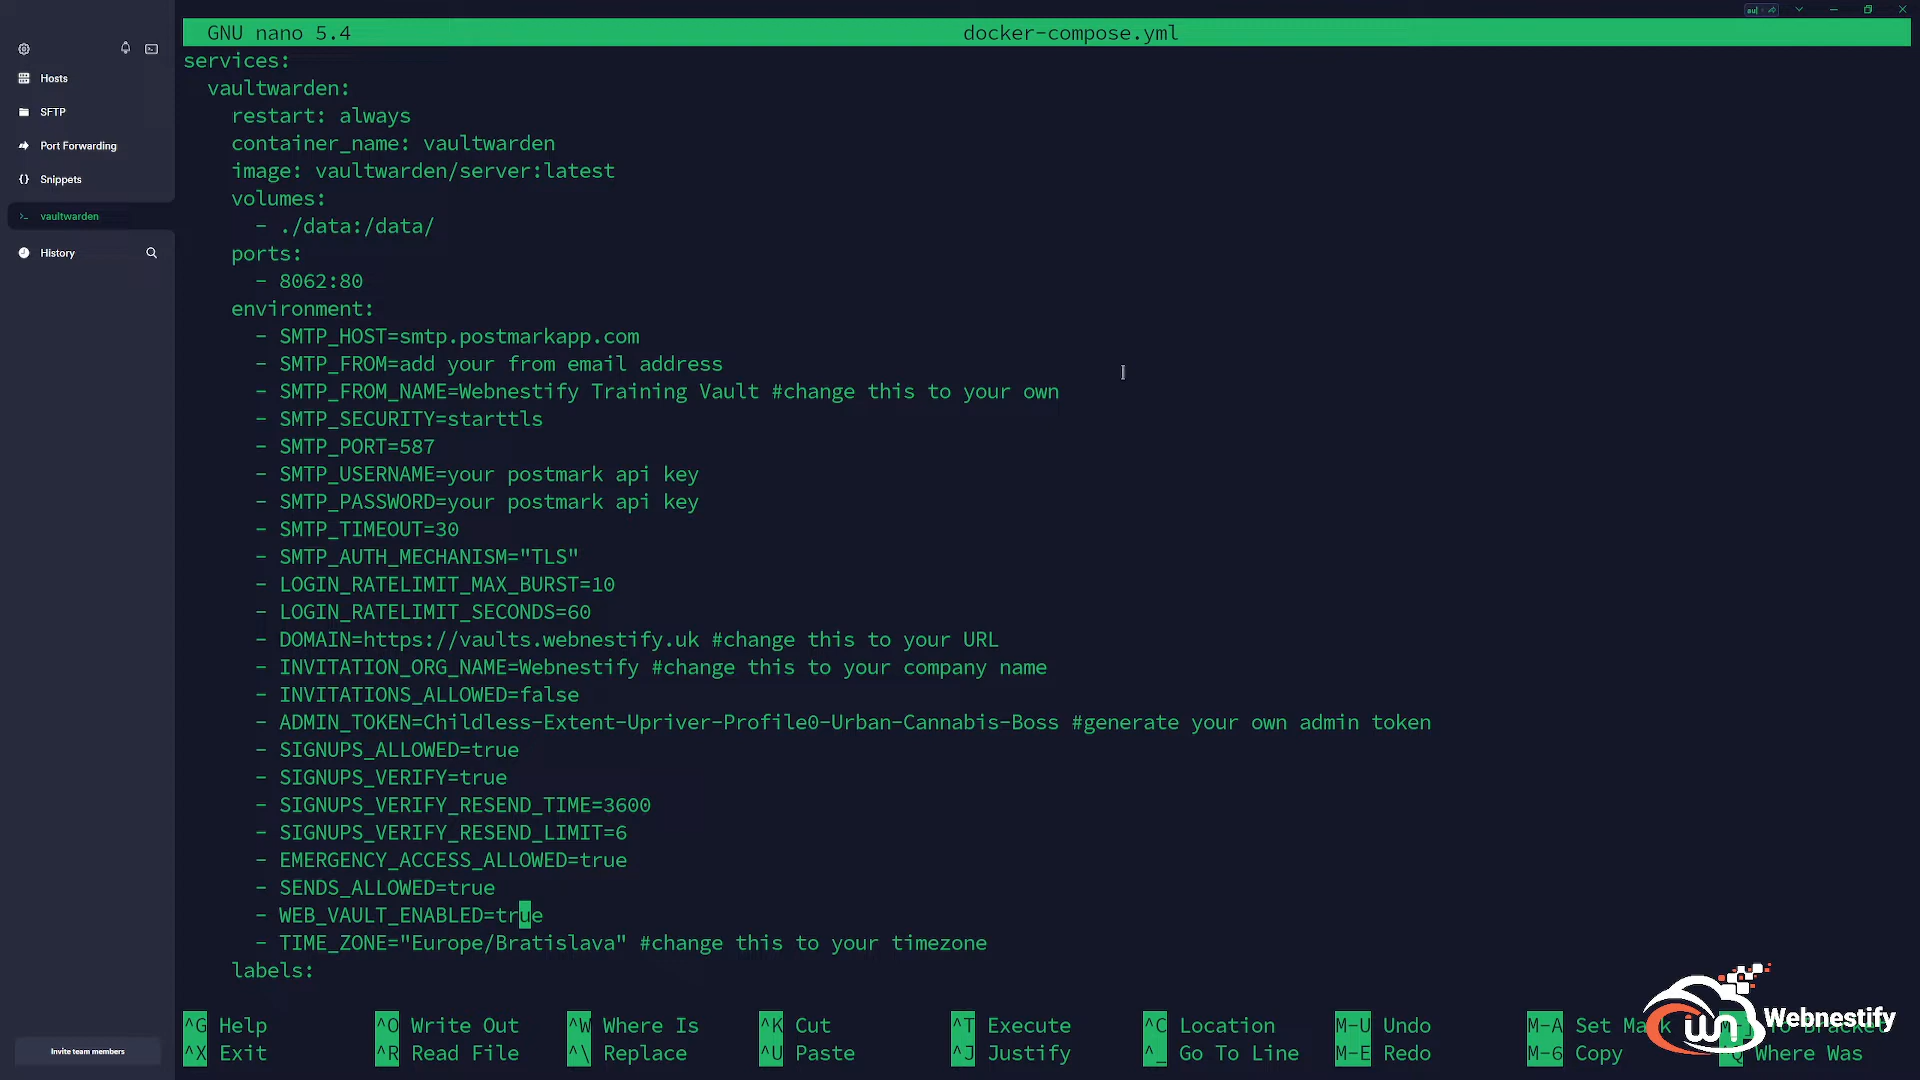 GNU nano 5.4 docker-compose.yml
Hosts
SFTP
Port Forwarding
Snippets
vaultwarden
History
services:
  vaultwarden:
    restart: always
    container_name: vaultwarden
    image: vaultwarden/server:latest
    volumes:
      - ./data:/data/
    ports:
      - 8062:80
    environment:
      - SMTP_HOST=smtp.postmarkapp.com
      - SMTP_FROM=add your from email address
      - SMTP_FROM_NAME=Webnestify Training Vault #change this to your own
      - SMTP_SECURITY=starttls
      - SMTP_PORT=587
      - SMTP_USERNAME=your postmark api key
      - SMTP_PASSWORD=your postmark api key
      - SMTP_TIMEOUT=30
      - SMTP_AUTH_MECHANISM="TLS"
      - LOGIN_RATELIMIT_MAX_BURST=10
      - LOGIN_RATELIMIT_SECONDS=60
      - DOMAIN=https://vaults.webnestify.uk #change this to your URL
      - INVITATION_ORG_NAME=Webnestify #change this to your company name
      - INVITATIONS_ALLOWED=false
      - ADMIN_TOKEN=Childless-Extent-Upriver-Profile0-Urban-Cannabis-Boss #generate your own admin token
      - SIGNUPS_ALLOWED=true
      - SIGNUPS_VERIFY=true
      - SIGNUPS_VERIFY_RESEND_TIME=3600
      - SIGNUPS_VERIFY_RESEND_LIMIT=6
      - EMERGENCY_ACCESS_ALLOWED=true
      - SENDS_ALLOWED=true
      - WEB_VAULT_ENABLED=true
      - TIME_ZONE="Europe/Bratislava" #change this to your timezone
    labels:
^G Help ^O Write Out ^W Where Is ^K Cut ^T Execute ^C Location M-U Undo M-A Set Mark
^X Exit ^R Read File ^\ Replace ^U Paste ^J Justify ^_ Go To Line M-E Redo M-6 Copy Where Was
Invite team members
Webnestify